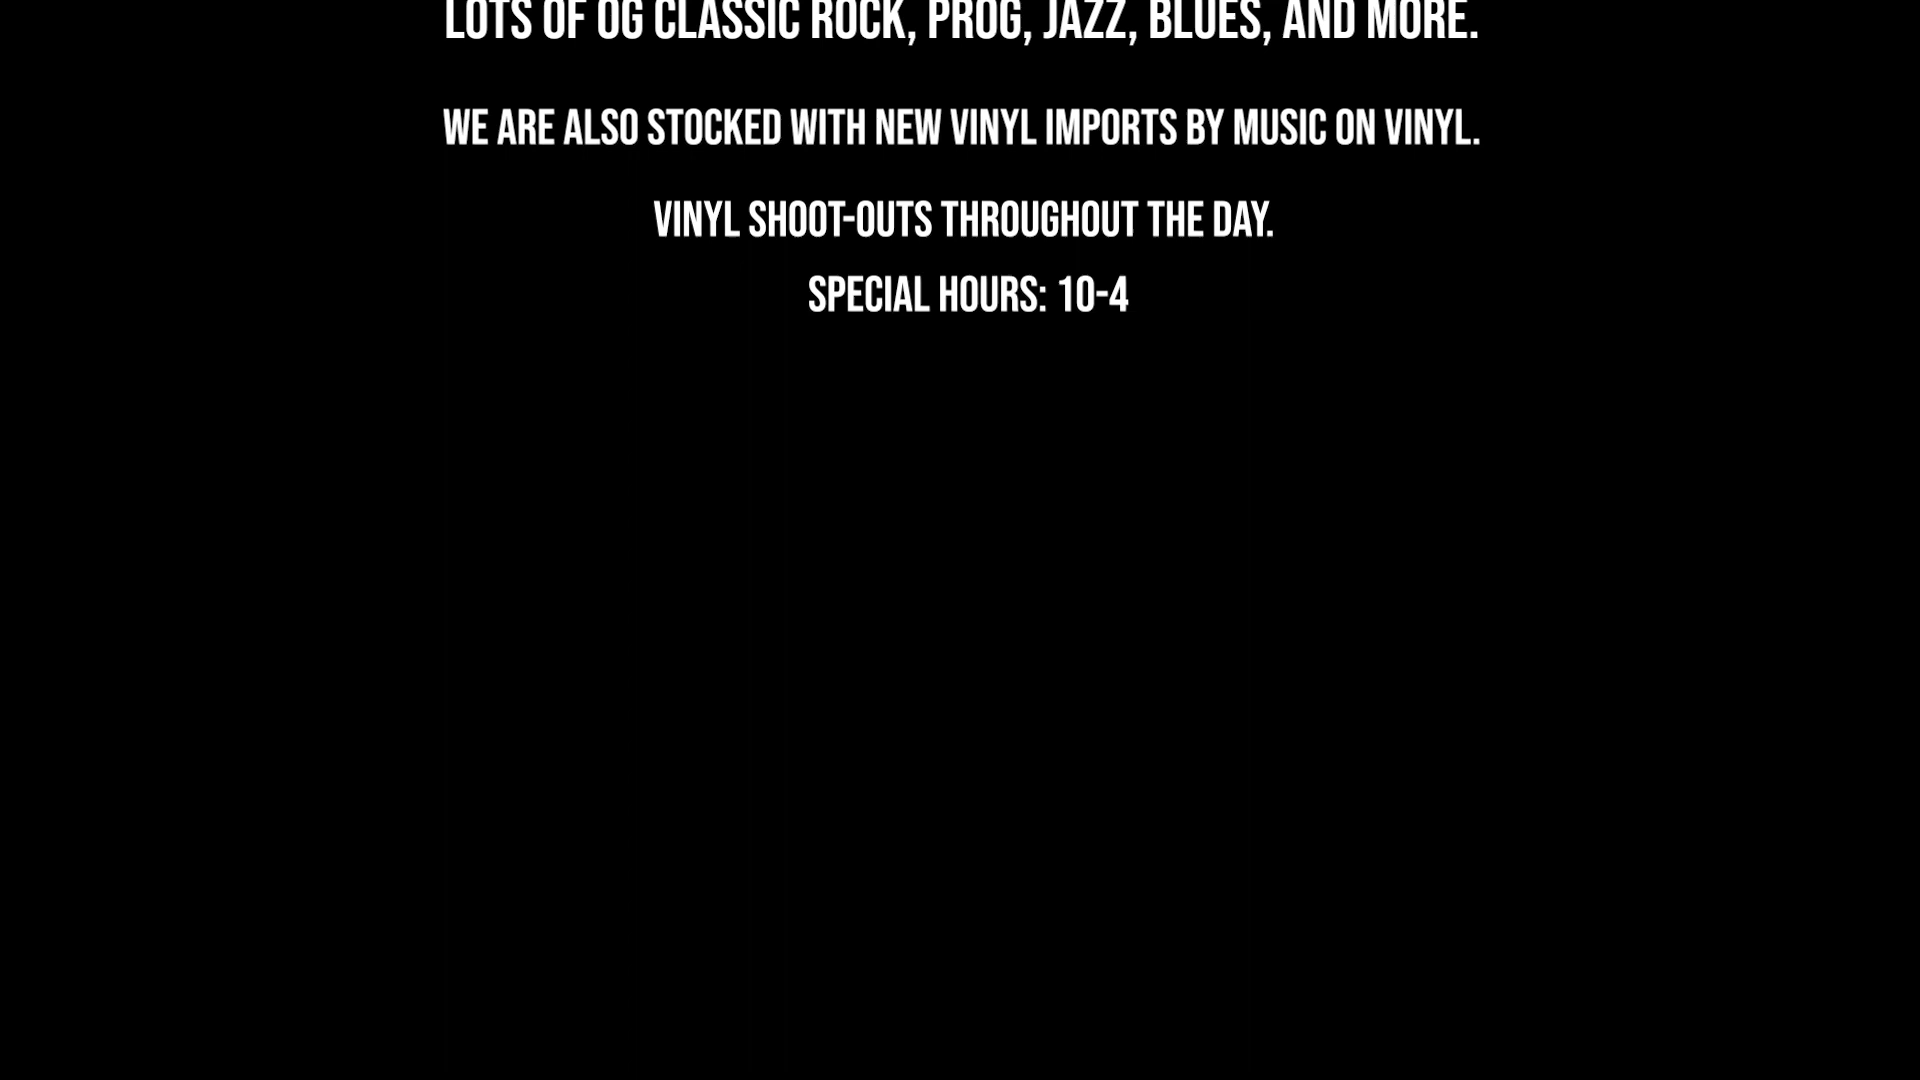 LOTS OF OG CLASSIC ROCK, PROG, JAZZ, BLUES, AND MORE.
WE ARE ALSO STOCKED WITH NEW VINYL IMPORTS BY MUSIC ON VINYL.
VINYL SHOOT-OUTS THROUGHOUT THE DAY.
SPECIAL HOURS: 10-4